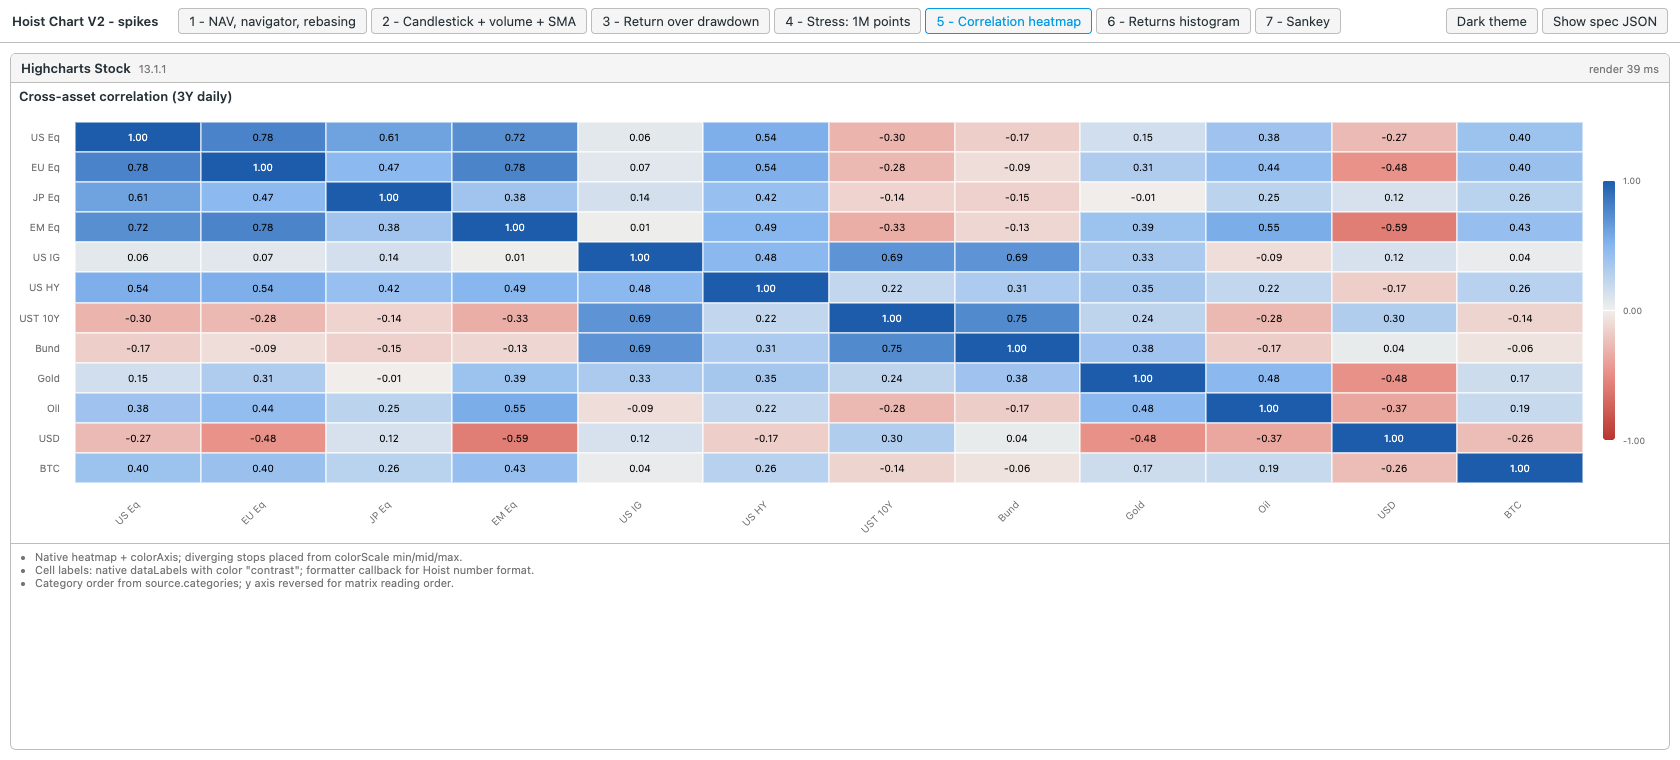 Hoist Chart V2 - spikes 1 - NAV, navigator, rebasing 2 - Candlestick + volume + SMA 3 - Return over drawdown 4 - Stress: 1M points 5 - Correlation heatmap 6 - Returns histogram 7 - Sankey Dark theme Show spec JSON
Highcharts Stock 13.1.1 render 39 ms
Cross-asset correlation (3Y daily)
US Eq 1.00 0.78 0.61 0.72 0.06 0.54 -0.30 -0.17 0.15 0.38 -0.27 0.40
EU Eq 0.78 1.00 0.47 0.78 0.07 0.54 -0.28 -0.09 0.31 0.44 -0.48 0.40
JP Eq 0.61 0.47 1.00 0.38 0.14 0.42 -0.14 -0.15 -0.01 0.25 0.12 0.26
EM Eq 0.72 0.78 0.38 1.00 0.01 0.49 -0.33 -0.13 0.39 0.55 -0.59 0.43
US IG 0.06 0.07 0.14 0.01 1.00 0.48 0.69 0.69 0.33 -0.09 0.12 0.04
US HY 0.54 0.54 0.42 0.49 0.48 1.00 0.22 0.31 0.35 0.22 -0.17 0.26
UST 10Y -0.30 -0.28 -0.14 -0.33 0.69 0.22 1.00 0.75 0.24 -0.28 0.30 -0.14
Bund -0.17 -0.09 -0.15 -0.13 0.69 0.31 0.75 1.00 0.38 -0.17 0.04 -0.06
Gold 0.15 0.31 -0.01 0.39 0.33 0.35 0.24 0.38 1.00 0.48 -0.48 0.17
Oil 0.38 0.44 0.25 0.55 -0.09 0.22 -0.28 -0.17 0.48 1.00 -0.37 0.19
USD -0.27 -0.48 0.12 -0.59 0.12 -0.17 0.30 0.04 -0.48 -0.37 1.00 -0.26
BTC 0.40 0.40 0.26 0.43 0.04 0.26 -0.14 -0.06 0.17 0.19 -0.26 1.00
US Eq EU Eq JP Eq EM Eq US IG US HY UST 10Y Bund Gold Oil USD BTC
1.00
0.00
-1.00
• Native heatmap + colorAxis; diverging stops placed from colorScale min/mid/max.
• Cell labels: native dataLabels with color "contrast"; formatter callback for Hoist number format.
• Category order from source.categories; y axis reversed for matrix reading order.